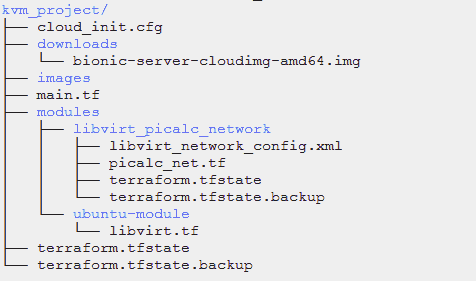 kvm_project/
├── cloud_init.cfg
├── downloads
│   └── bionic-server-cloudimg-amd64.img
├── images
├── main.tf
├── modules
│   ├── libvirt_picalc_network
│   │   ├── libvirt_network_config.xml
│   │   ├── picalc_net.tf
│   │   ├── terraform.tfstate
│   │   └── terraform.tfstate.backup
│   └── ubuntu-module
│       └── libvirt.tf
├── terraform.tfstate
└── terraform.tfstate.backup